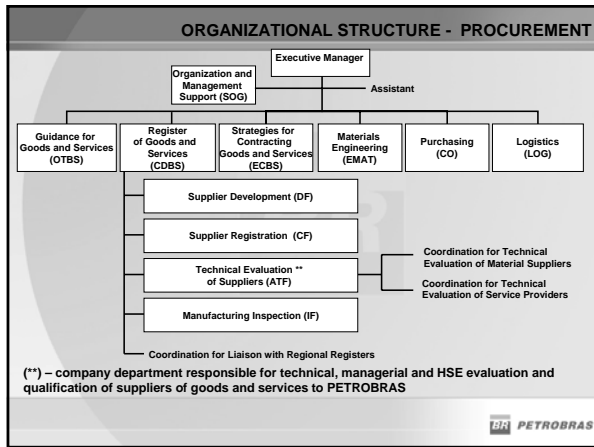 ORGANIZATIONAL STRUCTURE - PROCUREMENT
Executive Manager
Organization and
Management
Support (SOG)
Assistant
Guidance for
Goods and Services
(OTBS)
Register
of Goods and
Services
(CDBS)
Strategies for
Contracting
Goods and Services
(ECBS)
Materials
Engineering
(EMAT)
Purchasing
(CO)
Logistics
(LOG)
Supplier Development (DF)
Supplier Registration (CF)
Technical Evaluation **
of Suppliers (ATF)
Coordination for Technical
Evaluation of Material Suppliers
Coordination for Technical
Evaluation of Service Providers
Manufacturing Inspection (IF)
Coordination for Liaison with Regional Registers
(**) – company department responsible for technical, managerial and HSE evaluation and
qualification of suppliers of goods and services to PETROBRAS
BR PETROBRAS